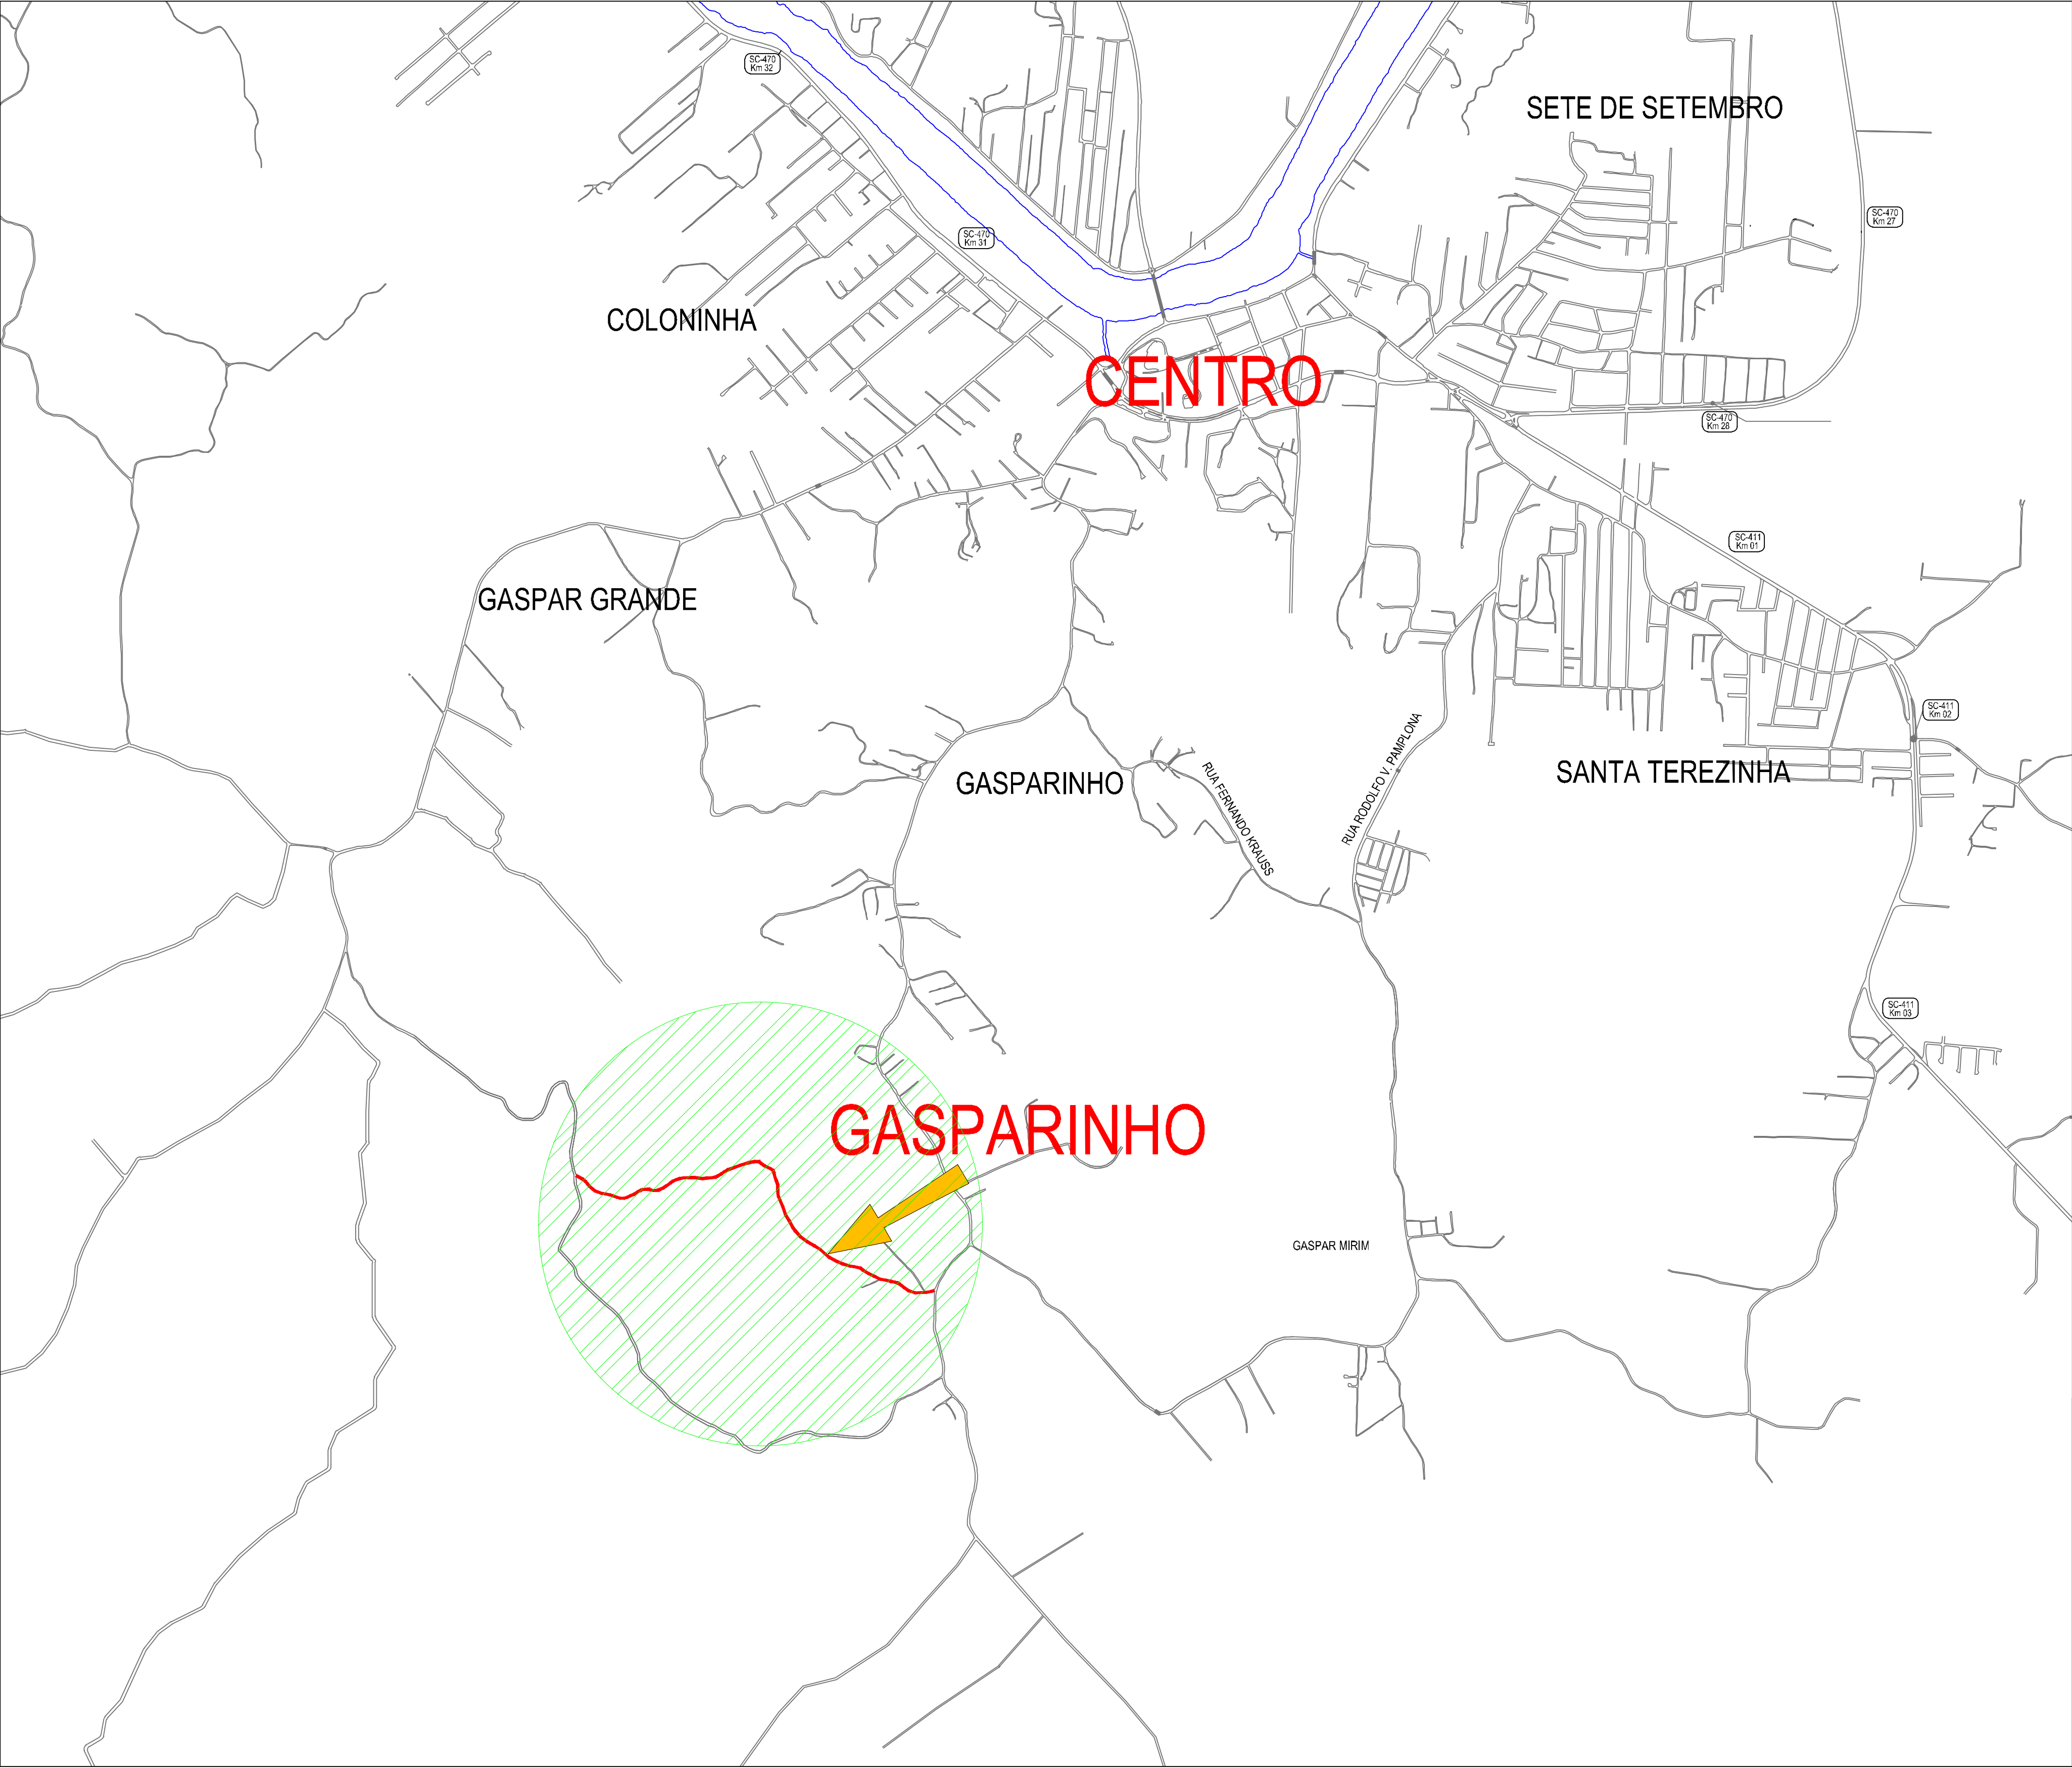 SC-470
Km 32
SETE DE SETEMBRO
SC-470
Km 27
SC-470
Km 31
COLONINHA
CENTRO
SC-470
Km 28
SC-411
Km 01
GASPAR GRANDE
SC-411
Km 02
GASPARINHO
RUA FERNANDO KRAUSS
RUA RODOLFO V. PAMPLONA
SANTA TEREZINHA
SC-411
Km 03
GASPARINHO
GASPAR MIRIM